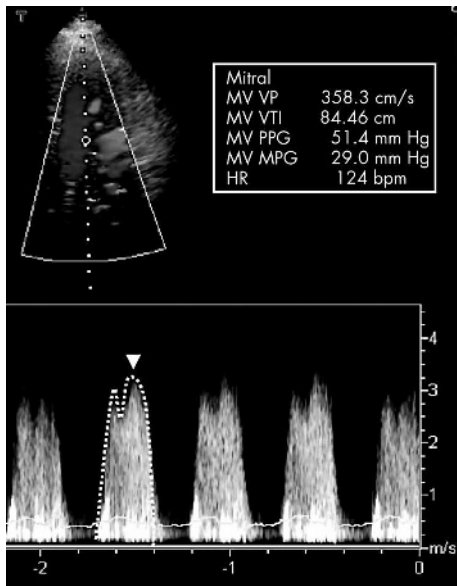 T
Mitral
MV VP 358.3 cm/s
MV VTI 84.46 cm
MV PPG 51.4 mm Hg
MV MPG 29.0 mm Hg
HR 124 bpm
-4
-3
m/s
-2
-1
-m/s
-2 -1 0